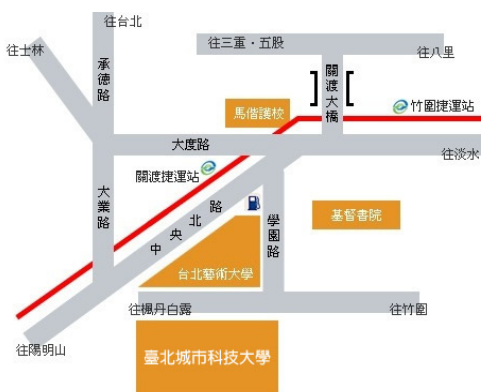 往台北
往士林
承德路
往三重·五股
往八里
關渡大橋
馬偕護校
竹圍捷運站
大度路
往淡水
關渡捷運站
大業路
中央北路
學園路
基督書院
台北藝術大學
往楓丹白露
往竹圍
往陽明山
臺北城市科技大學